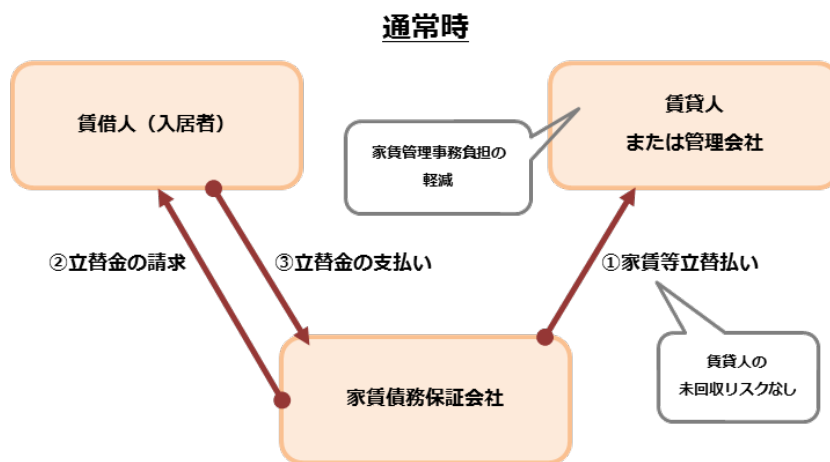 通常時
賃借人（入居者）
賃貸人
または管理会社
家賃管理事務負担の
軽減
②立替金の請求
③立替金の支払い
①家賃等立替払い
家賃債務保証会社
賃貸人の
未回収リスクなし